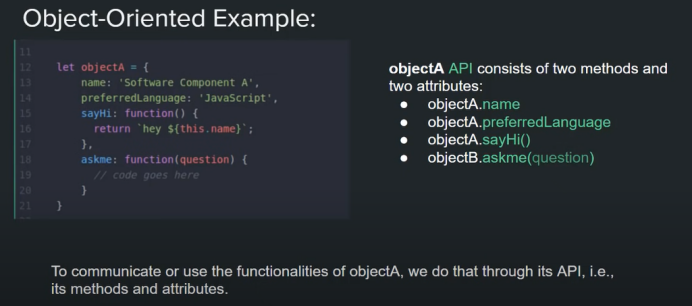 Object-Oriented Example:
11
12 let objectA = {
13 name: 'Software Component A',
14 preferredLanguage: 'JavaScript',
15 sayHi: function() {
16 return `hey ${this.name}`;
17 },
18 askme: function(question) {
19 // code goes here
20 }
21 }
objectA API consists of two methods and
two attributes:
● objectA.name
● objectA.preferredLanguage
● objectA.sayHi()
● objectB.askme(question)
To communicate or use the functionalities of objectA, we do that through its API, i.e.,
its methods and attributes.